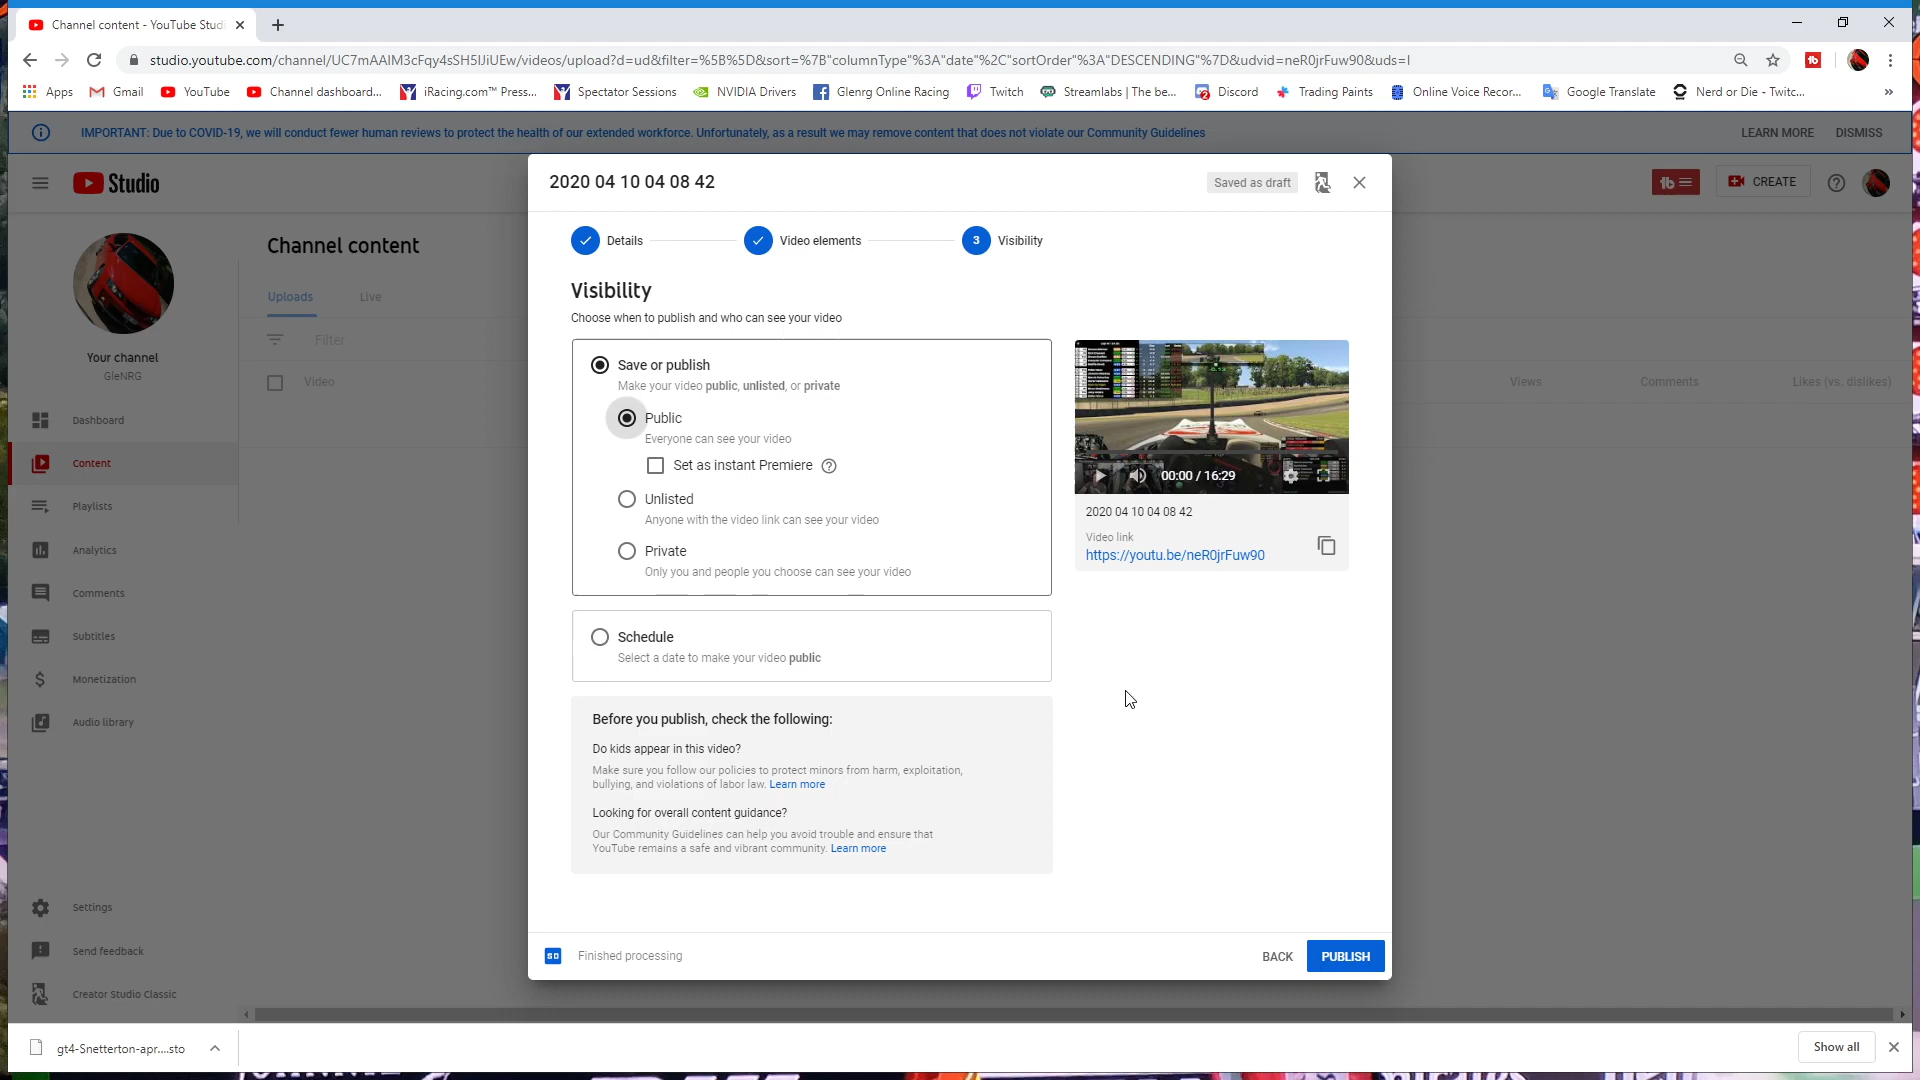 Channel content - YouTube Studi
studio.youtube.com/channel/UC7mAAIM3cFqy4sSH5IJiUEw/videos/upload?d=ud&filter=%5B%5D&sort=%7B"columnType"%3A"date"%2C"sortOrder"%3A"DESCENDING"%7D&udvid=neR0jrFuw90&uds=l
Apps Gmail YouTube Channel dashboard... iRacing.com™ Press... Spectator Sessions NVIDIA Drivers Glenrg Online Racing Twitch Streamlabs | The be... Discord Trading Paints Online Voice Recor... Google Translate Nerd or Die - Twitc... »
IMPORTANT: Due to COVID-19, we will conduct fewer human reviews to protect the health of our extended workforce. Unfortunately, as a result we may remove content that does not violate our Community Guidelines LEARN MORE DISMISS
Studio
CREATE
Your channel
GleNRG
Dashboard
Content
Playlists
Analytics
Comments
Subtitles
Monetization
Audio library
Settings
Send feedback
Creator Studio Classic
Channel content
Uploads Live
Filter
Video
Views Comments Likes (vs. dislikes)
2020 04 10 04 08 42
Saved as draft
Details
Video elements
3 Visibility
Visibility
Choose when to publish and who can see your video
Save or publish
Make your video public, unlisted, or private
Public
Everyone can see your video
Set as instant Premiere
Unlisted
Anyone with the video link can see your video
Private
Only you and people you choose can see your video
Schedule
Select a date to make your video public
Before you publish, check the following:
Do kids appear in this video?
Make sure you follow our policies to protect minors from harm, exploitation,
bullying, and violations of labor law. Learn more
Looking for overall content guidance?
Our Community Guidelines can help you avoid trouble and ensure that
YouTube remains a safe and vibrant community. Learn more
00:00 / 16:29
2020 04 10 04 08 42
Video link
https://youtu.be/neR0jrFuw90
SD Finished processing
BACK PUBLISH
gt4-Snetterton-apr....sto
Show all